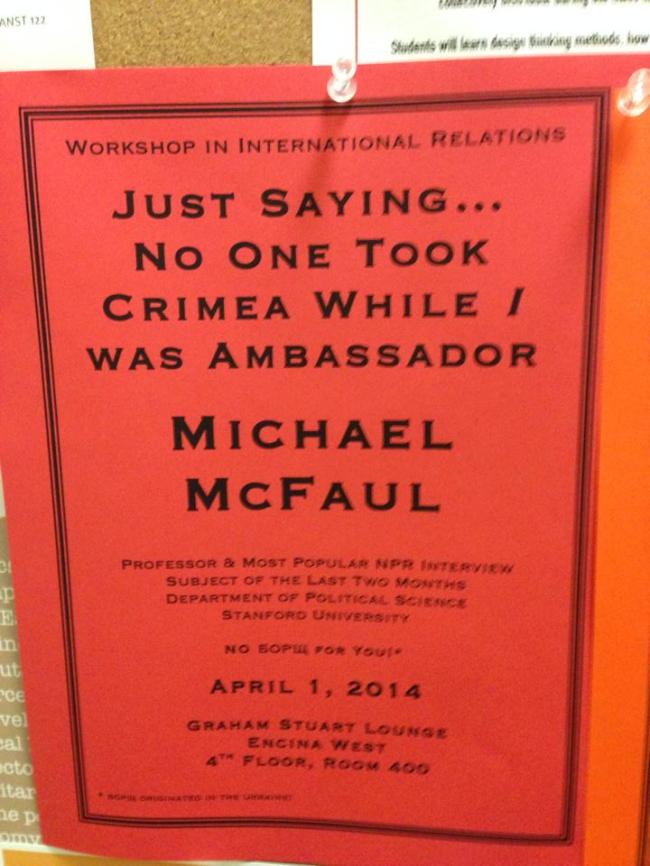 ANST 122
Students will learn design thinking methods, how
WORKSHOP IN INTERNATIONAL RELATIONS
JUST SAYING...
NO ONE TOOK
CRIMEA WHILE I
WAS AMBASSADOR
MICHAEL
MCFAUL
PROFESSOR & MOST POPULAR NPR INTERVIEW
SUBJECT OF THE LAST TWO MONTHS
DEPARTMENT OF POLITICAL SCIENCE
STANFORD UNIVERSITY
NO БОРЩ FOR YOU!*
APRIL 1, 2014
GRAHAM STUART LOUNGE
ENCINA WEST
4TH FLOOR, ROOM 400
* БОРЩ ORIGINATED IN THE UKRAINE!